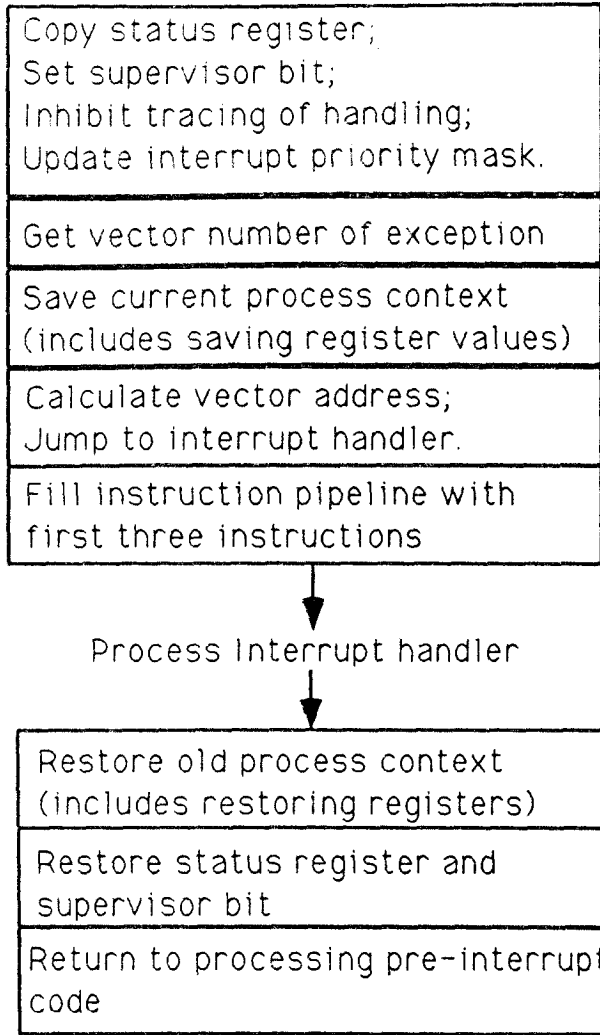 Copy status register;
Set supervisor bit;
Inhibit tracing of handling;
Update interrupt priority mask.
Get vector number of exception
Save current process context
(includes saving register values)
Calculate vector address;
Jump to interrupt handler.
Fill instruction pipeline with
first three instructions
Process Interrupt handler
Restore old process context
(includes restoring registers)
Restore status register and
supervisor bit
Return to processing pre-interrupt
code